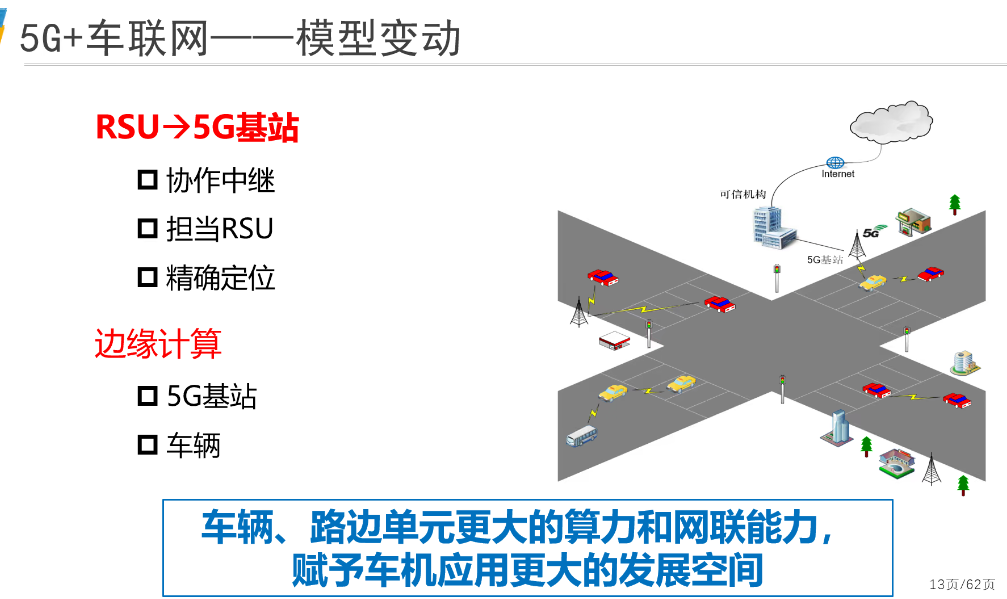 5G+车联网——模型变动
RSU→5G基站
协作中继
担当RSU
精确定位
边缘计算
5G基站
车辆
Internet
可信机构
5G
5G基站
车辆、路边单元更大的算力和网联能力，
赋予车机应用更大的发展空间
13页/62页